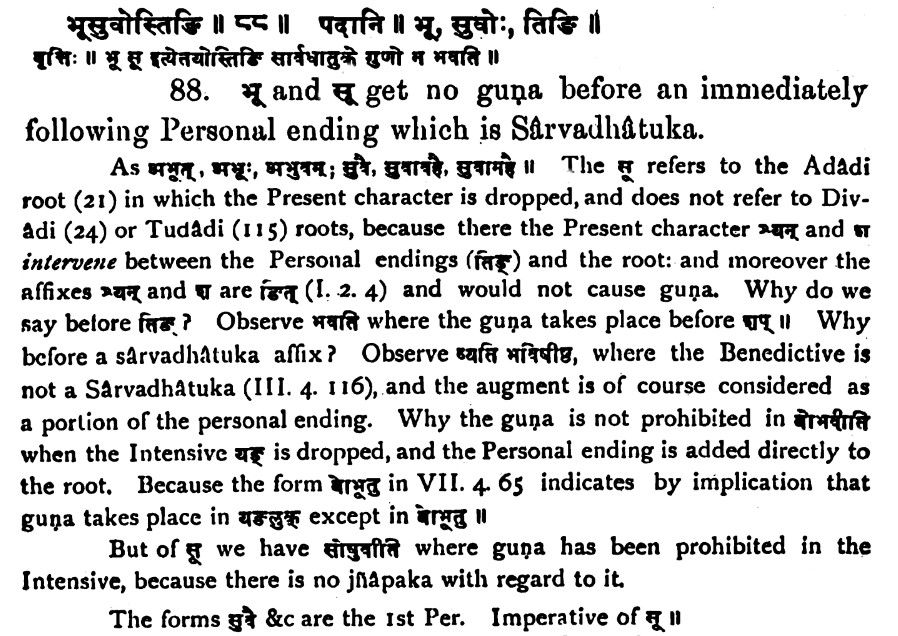 भूसुवोस्तिङि ॥ ८८ ॥ पदानि ॥ भू, सुवोः, तिङि ॥
वृत्तिः ॥ भू सू इत्येतयोस्तिङि सार्वधातुके गुणो न भवति ॥
88. भू and सू get no guṇa before an immediately
following Personal ending which is Sârvadhâtuka.
As अभूत्, अभूः, अभुवम्; सुवै, सुवावहै, सुवामहै ॥ The सू refers to the Adâdi
root (21) in which the Present character is dropped, and does not refer to Div-
âdi (24) or Tudâdi (115) roots, because there the Present character श्यन् and श
intervene between the Personal endings (तिङ्) and the root: and moreover the
affixes श्यन् and श are ङित् (I. 2. 4) and would not cause guṇa. Why do we
say before तिङ्? Observe भवति where the guṇa takes place before शप् ॥ Why
before a sârvadhâtuka affix? Observe व्यति भविषीष्ठ, where the Benedictive is
not a Sârvadhâtuka (III. 4. 116), and the augment is of course considered as
a portion of the personal ending. Why the guṇa is not prohibited in बोभवीति
when the Intensive यङ् is dropped, and the Personal ending is added directly to
the root. Because the form बोभूतु in VII. 4. 65 indicates by implication that
guṇa takes place in यङलुक् except in बोभूतु ॥
But of सू we have सोषुवीति where guṇa has been prohibited in the
Intensive, because there is no jñâpaka with regard to it.
The forms सुवै &c are the 1st Per. Imperative of सू ॥